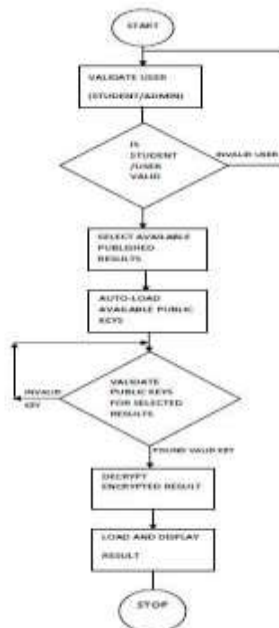 START
VALIDATE USER
(STUDENT/ADMIN)
IS
STUDENT
/USER
VALID
INVALID USER
SELECT AVAILABLE
PUBLISHED
RESULTS
AUTO-LOAD
AVAILABLE PUBLIC
KEYS
VALIDATE
PUBLIC KEYS
FOR SELECTED
RESULTS
INVALID
KEY
FOUND VALID KEY
DECRYPT
ENCRYPTED RESULT
LOAD AND DISPLAY
RESULT
STOP